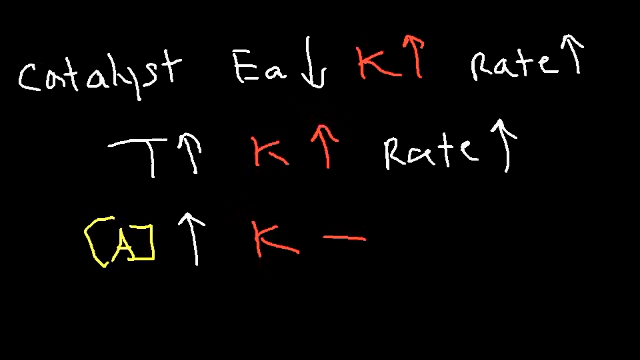 Catalyst Ea ↓ K ↑ Rate ↑
T ↑ K ↑ Rate ↑
[A] ↑ K —